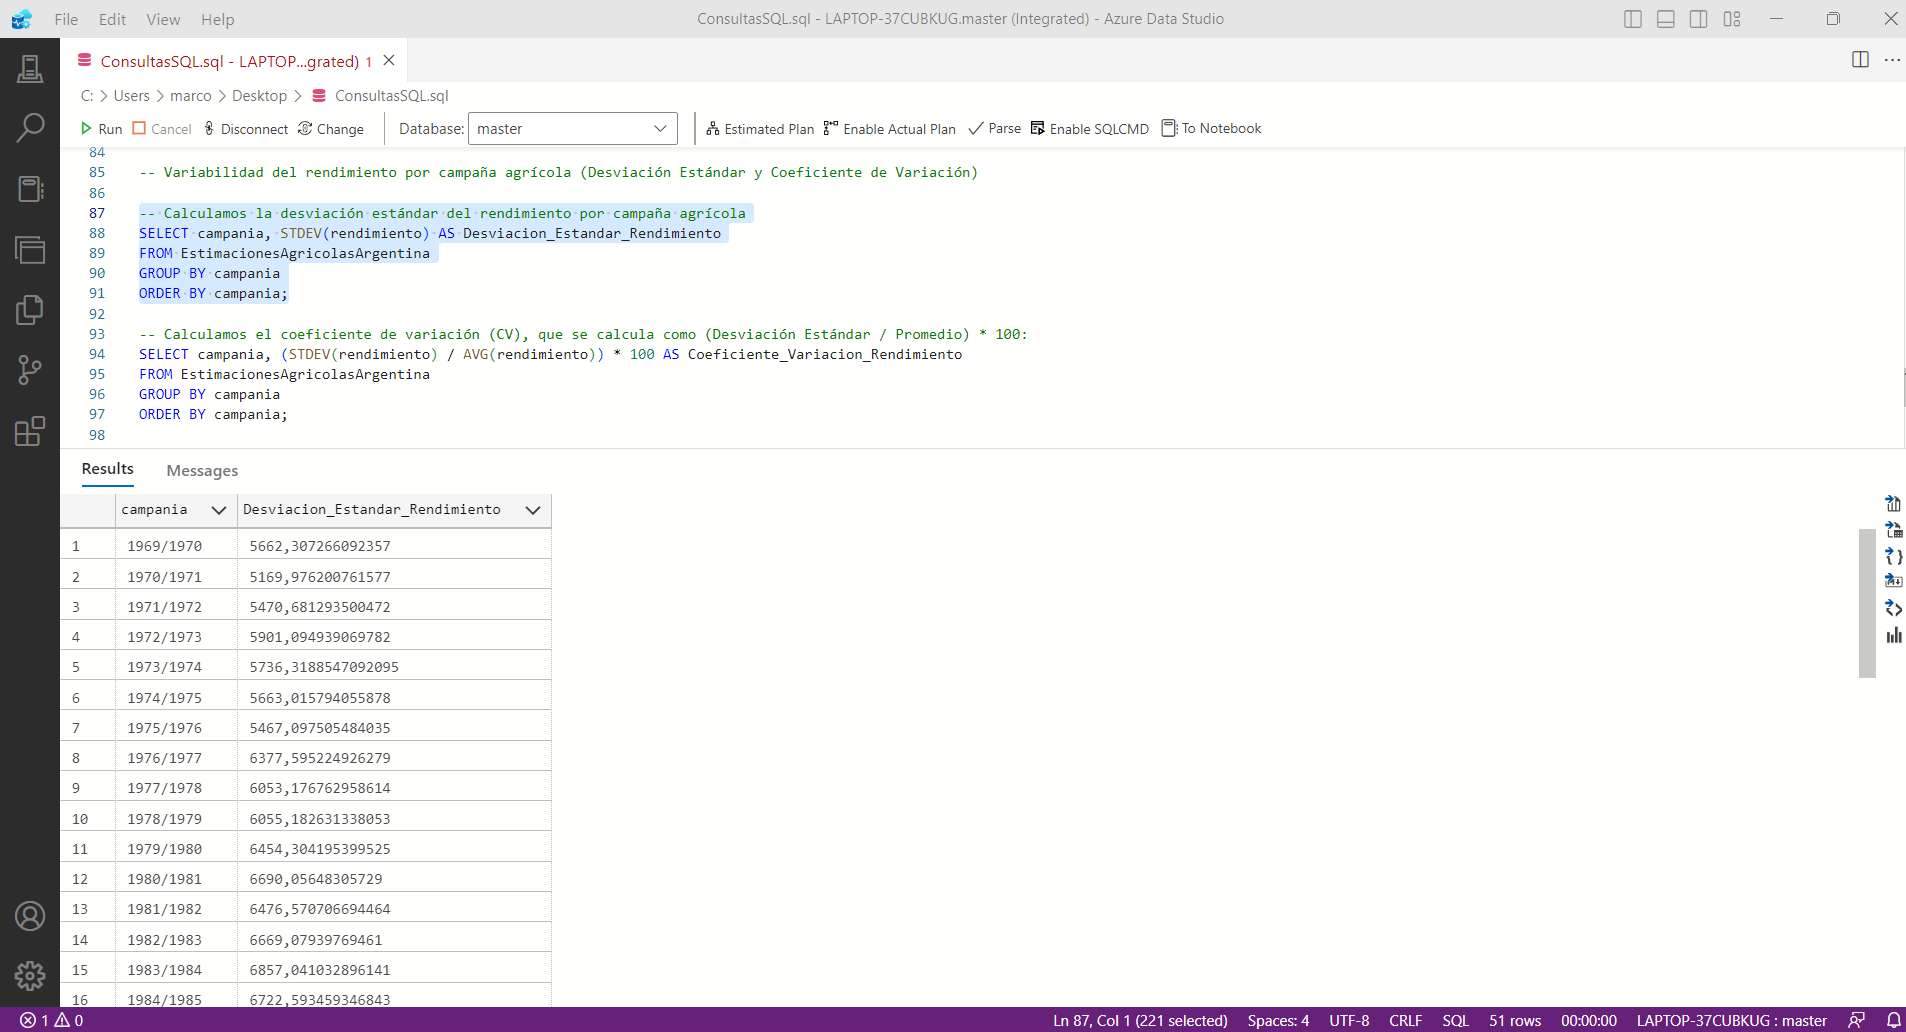 File Edit View Help ConsultasSQL.sql - LAPTOP-37CUBKUG.master (Integrated) - Azure Data Studio
ConsultasSQL.sql - LAPTOP...grated) 1
C: > Users > marco > Desktop > ConsultasSQL.sql
Run Cancel Disconnect Change Database: master Estimated Plan Enable Actual Plan Parse Enable SQLCMD To Notebook
84
85 -- Variabilidad del rendimiento por campaña agrícola (Desviación Estándar y Coeficiente de Variación)
86
87 -- Calculamos la desviación estándar del rendimiento por campaña agrícola
88 SELECT campania, STDEV(rendimiento) AS Desviacion_Estandar_Rendimiento
89 FROM EstimacionesAgricolasArgentina
90 GROUP BY campania
91 ORDER BY campania;
92
93 -- Calculamos el coeficiente de variación (CV), que se calcula como (Desviación Estándar / Promedio) * 100:
94 SELECT campania, (STDEV(rendimiento) / AVG(rendimiento)) * 100 AS Coeficiente_Variacion_Rendimiento
95 FROM EstimacionesAgricolasArgentina
96 GROUP BY campania
97 ORDER BY campania;
98
Results Messages
campania Desviacion_Estandar_Rendimiento
1 1969/1970 5662,307266092357
2 1970/1971 5169,976200761577
3 1971/1972 5470,681293500472
4 1972/1973 5901,094939069782
5 1973/1974 5736,3188547092095
6 1974/1975 5663,015794055878
7 1975/1976 5467,097505484035
8 1976/1977 6377,595224926279
9 1977/1978 6053,176762958614
10 1978/1979 6055,182631338053
11 1979/1980 6454,304195399525
12 1980/1981 6690,05648305729
13 1981/1982 6476,570706694464
14 1982/1983 6669,07939769461
15 1983/1984 6857,041032896141
16 1984/1985 6722,593459346843
1 0 Ln 87, Col 1 (221 selected) Spaces: 4 UTF-8 CRLF SQL 51 rows 00:00:00 LAPTOP-37CUBKUG : master